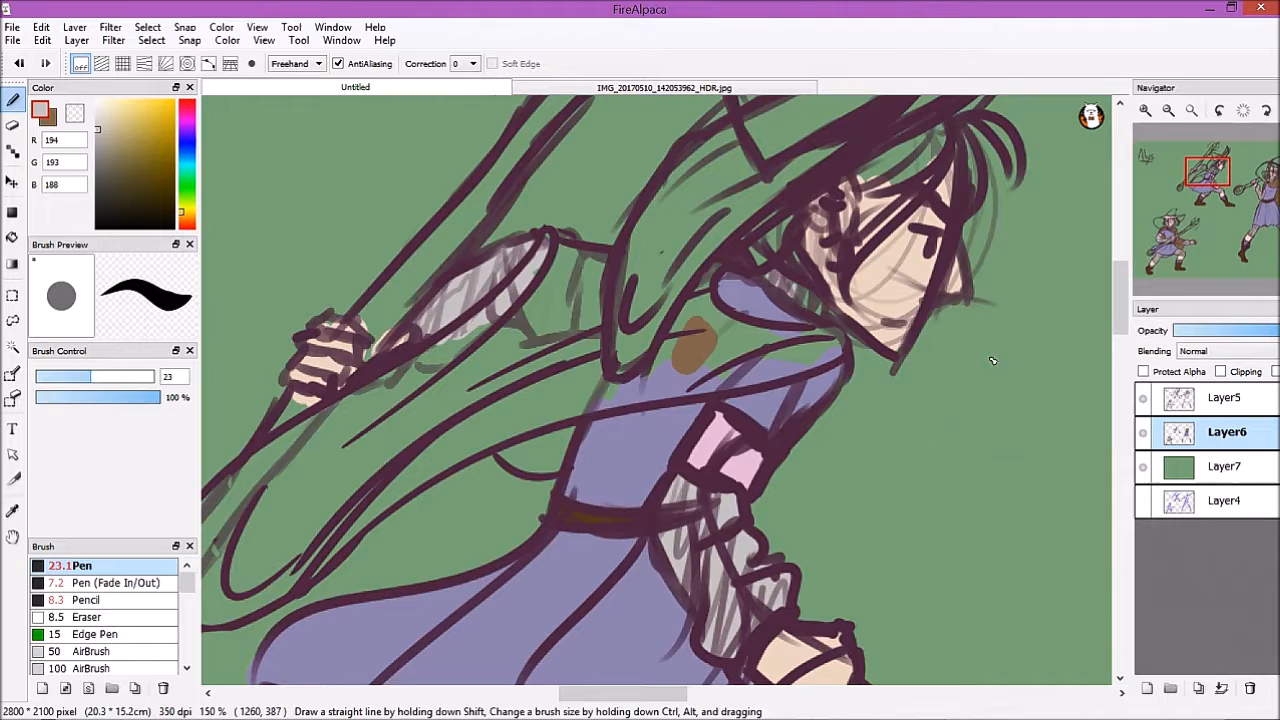 FireAlpaca
File Edit Layer Filter Select Snap Color View Tool Window Help
File Edit Layer Filter Select Snap Color View Tool Window Help
off Freehand AntiAliasing Correction 0 Soft Edge
Color Untitled IMG_20170510_142053962_HDR.jpg Navigator
R 194
G 193
B 188
Brush Preview
Layer
Opacity
Brush Control Blending Normal
23 Protect Alpha Clipping
100 %
Layer5
Layer6
Layer7
Layer4
Brush
23.1 Pen
7.2 Pen (Fade In/Out)
8.3 Pencil
8.5 Eraser
15 Edge Pen
50 AirBrush
100 AirBrush
2800 * 2100 pixel (20.3 * 15.2cm) 350 dpi 150 % ( 1260, 387 ) Draw a straight line by holding down Shift, Change a brush size by holding down Ctrl, Alt, and dragging